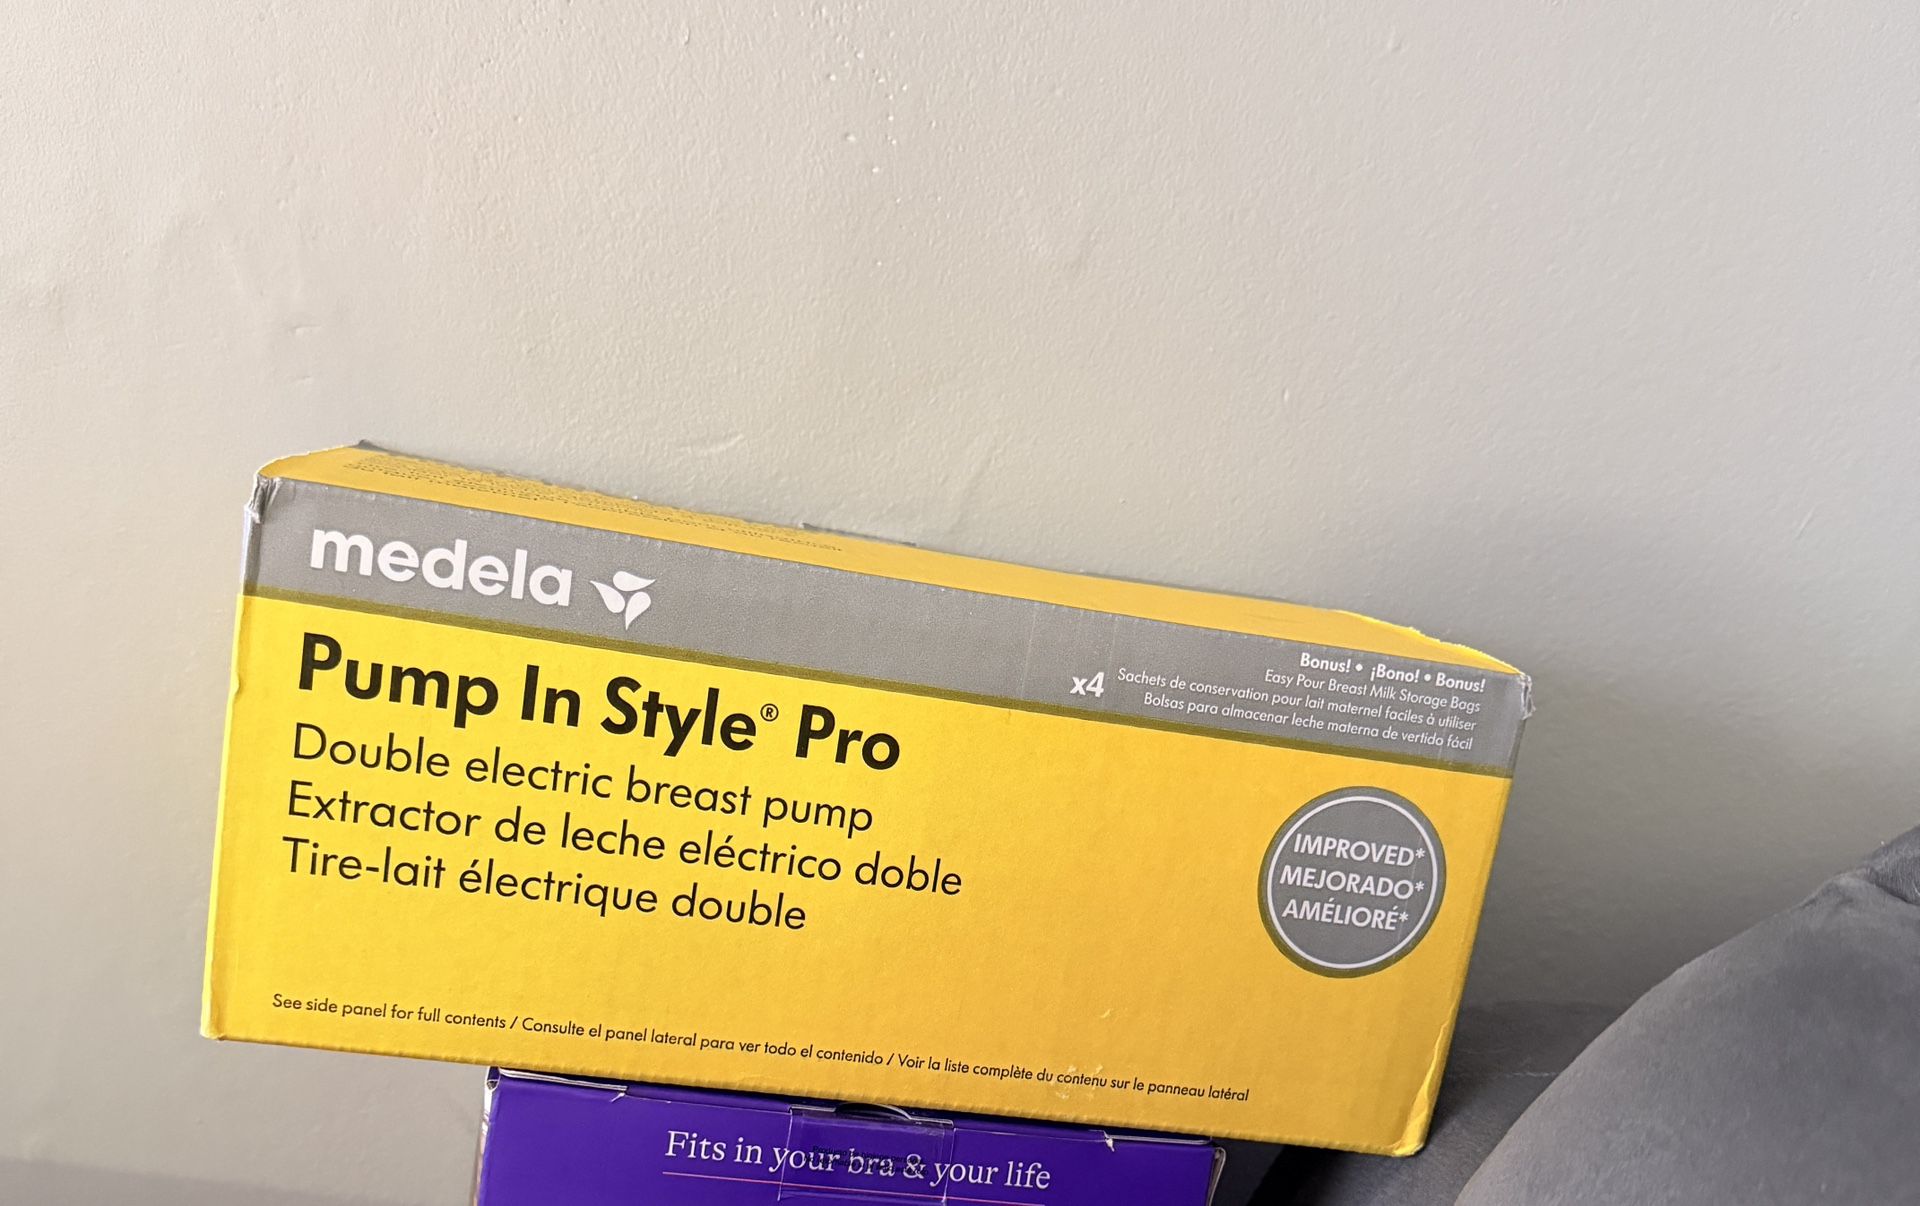 medela
Bonus! • ¡Bono! • Bonus!
x4 Easy Pour Breast Milk Storage Bags
Sachets de conservation pour lait maternel faciles à utiliser
Bolsas para almacenar leche materna de vertido fácil
Pump In Style® Pro
Double electric breast pump
Extractor de leche eléctrico doble
Tire-lait électrique double
IMPROVED*
MEJORADO*
AMÉLIORÉ*
See side panel for full contents / Consulte el panel lateral para ver todo el contenido / Voir la liste complète du contenu sur le panneau latéral
Fits in your bra & your life